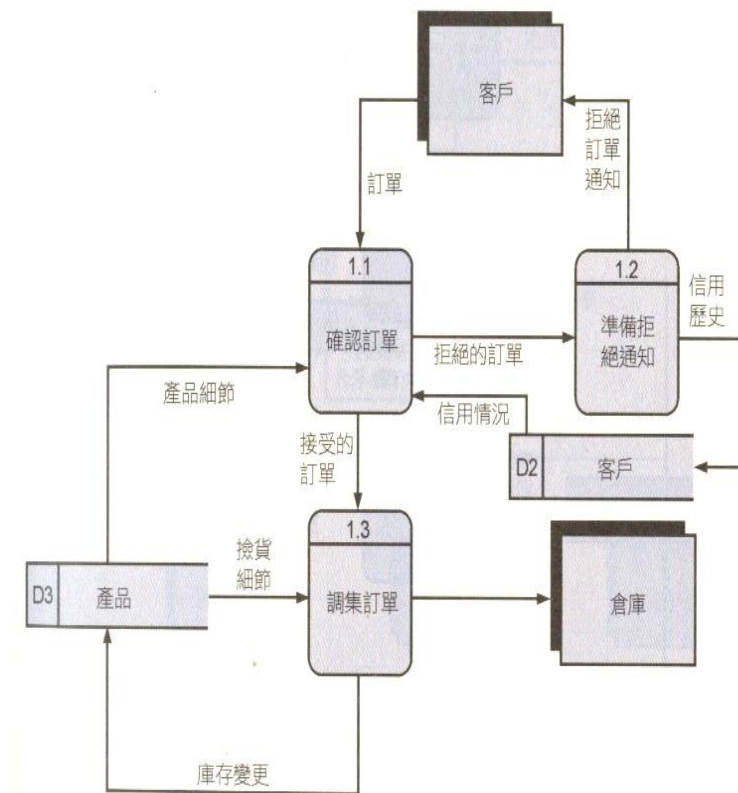 客戶
拒絕
訂單
通知
訂單
1.1
確認訂單
1.2
準備拒
絕通知
信用
歷史
拒絕的訂單
產品細節
信用情況
接受的
訂單
D2
客戶
1.3
調集訂單
撿貨
細節
D3
產品
倉庫
庫存變更